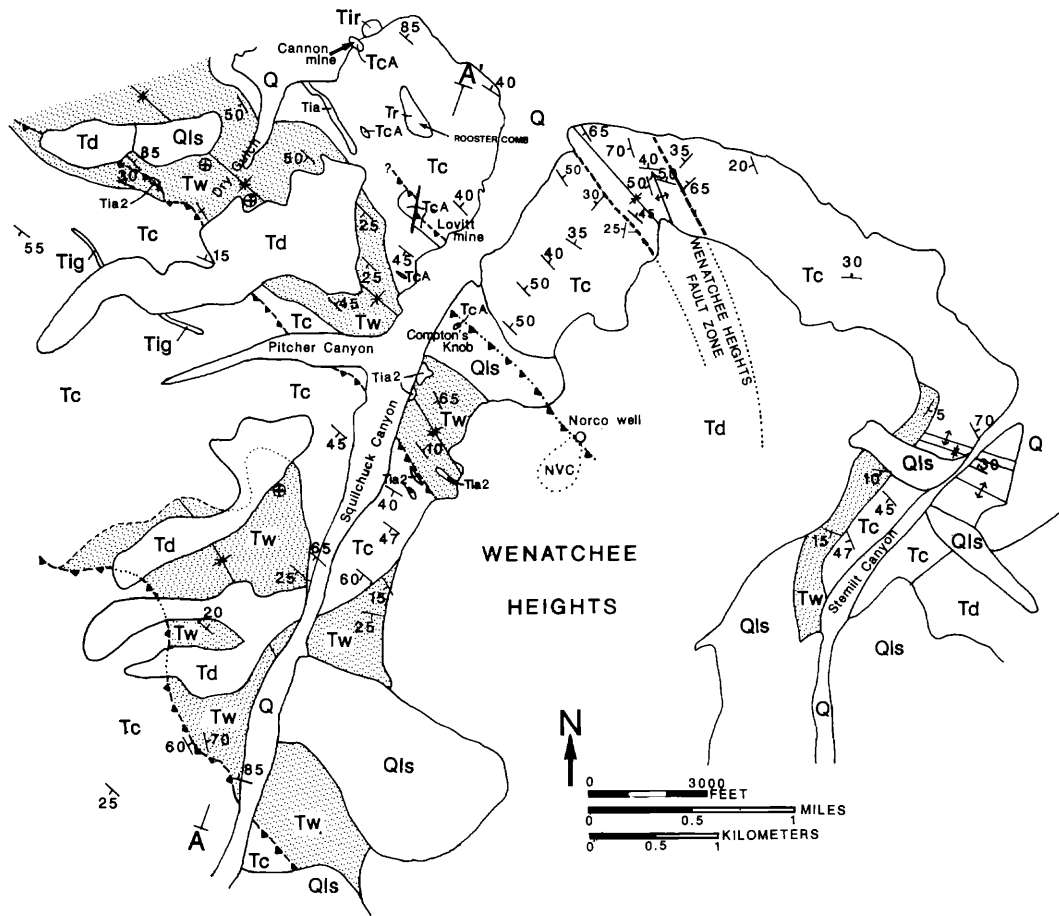 Tir
85
Cannon
mine
TcA
Q
A'
40
Q
Tia
Tr
TcA
ROOSTER COMB
50
Td
Qls
85
30
Tw
Dry Gulch
50
Tia2
Tc
?
TcA
40
Lovitt
mine
65
70
40
50
35
65
20
50
30
45
25
55
Tc
15
Td
25
25
45
TcA
35
40
Tc
50
50
WENATCHEE HEIGHTS
FAULT ZONE
Tc
30
Tig
45
Tc
Tw
Tig
Pitcher Canyon
TcA
Compton's
Knob
Qls
Tia2
Tc
Tc
65
Tw
10
Norco well
NVC
Td
5
70
Q
Qls
30
10
45
Tc
45
Squilchuck Canyon
Tia2
Tia2
40
47
Tc
Td
Tw
65
25
60
15
25
Tw
WENATCHEE
HEIGHTS
15
47
Tw
Stemilt Canyon
Tc
Qls
Td
Qls
Qls
Q
20
Tw
Td
Tc
Tw
Q
60
70
85
25
A
Qls
Tw
Tc
Qls
N
0 3000
FEET
0 0.5 1
MILES
0 0.5 1
KILOMETERS